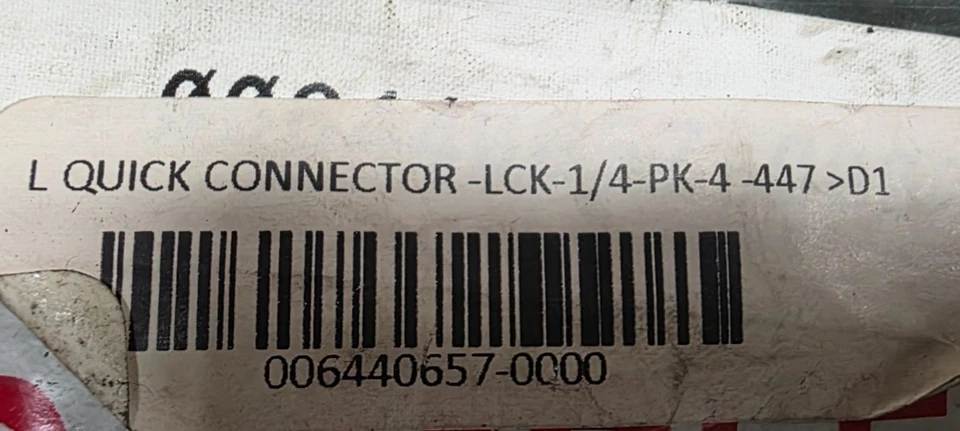 L QUICK CONNECTOR -LCK-1/4-PK-4 -447 >D1
006440657-0000